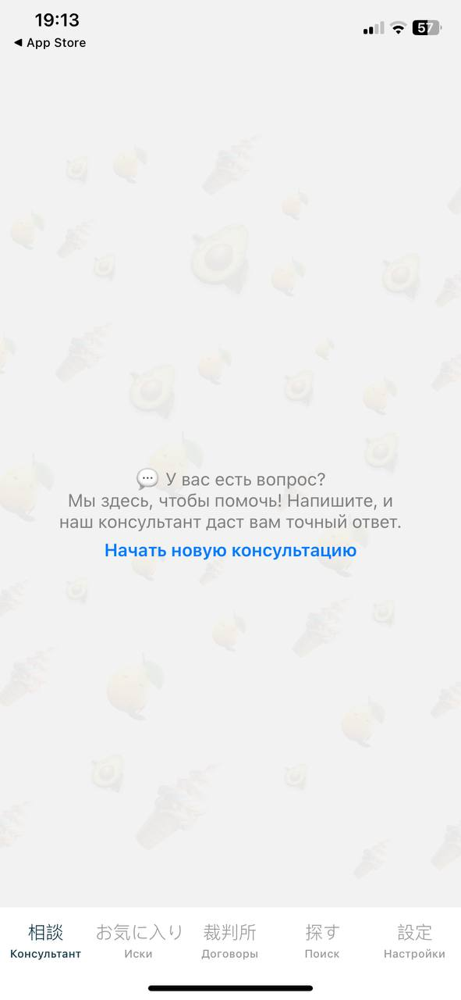 19:13
◀ App Store
57
💬 У вас есть вопрос?
Мы здесь, чтобы помочь! Напишите, и
наш консультант даст вам точный ответ.
Начать новую консультацию
相談 お気に入り 裁判所 探す 設定
Консультант Иски Договоры Поиск Настройки